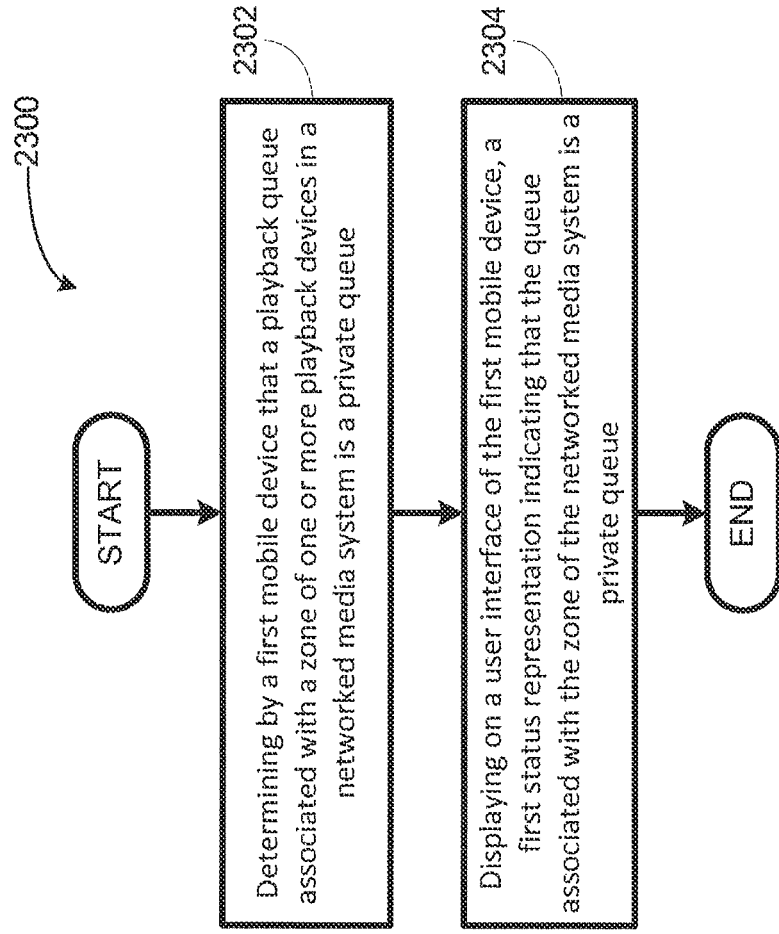 2300
START
Determining by a first mobile device that a playback queue
associated with a zone of one or more playback devices in a
networked media system is a private queue
2302
Displaying on a user interface of the first mobile device, a
first status representation indicating that the queue
associated with the zone of the networked media system is a
private queue
2304
END